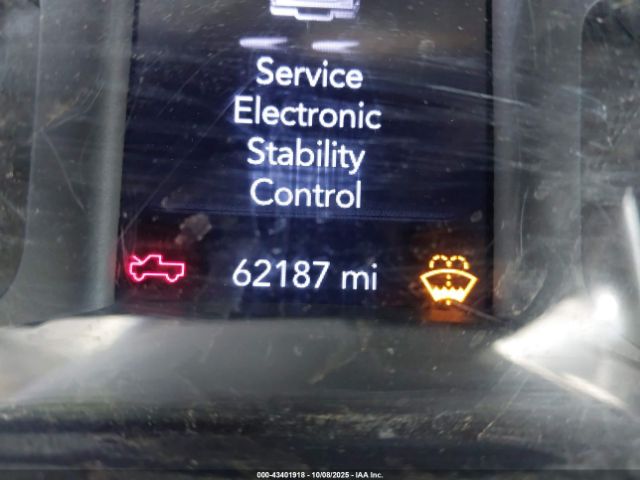 Service
Electronic
Stability
Control
62187 mi
000-43401918 - 10/08/2025 - IAA Inc.